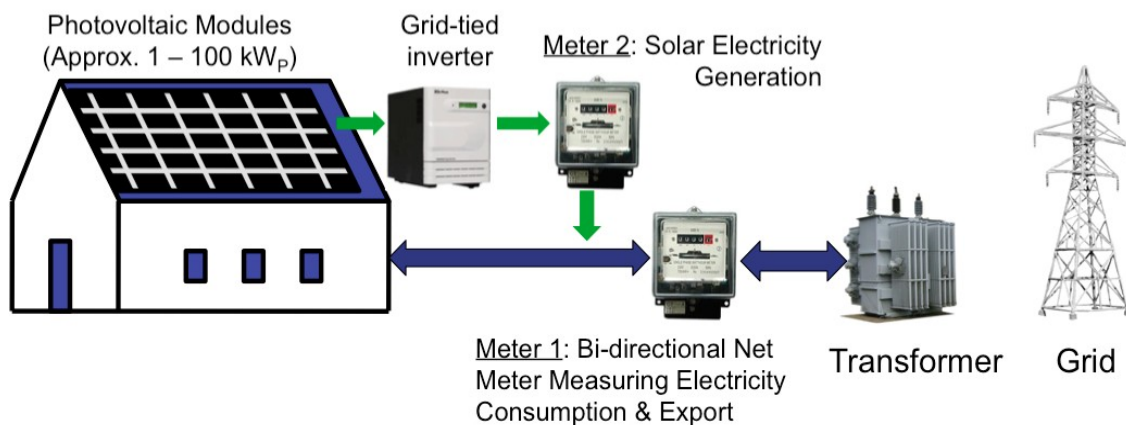 Photovoltaic Modules
(Approx. 1 – 100 kWP)
Grid-tied
inverter
Meter 2: Solar Electricity
Generation
Meter 1: Bi-directional Net
Meter Measuring Electricity
Consumption & Export
Transformer
Grid